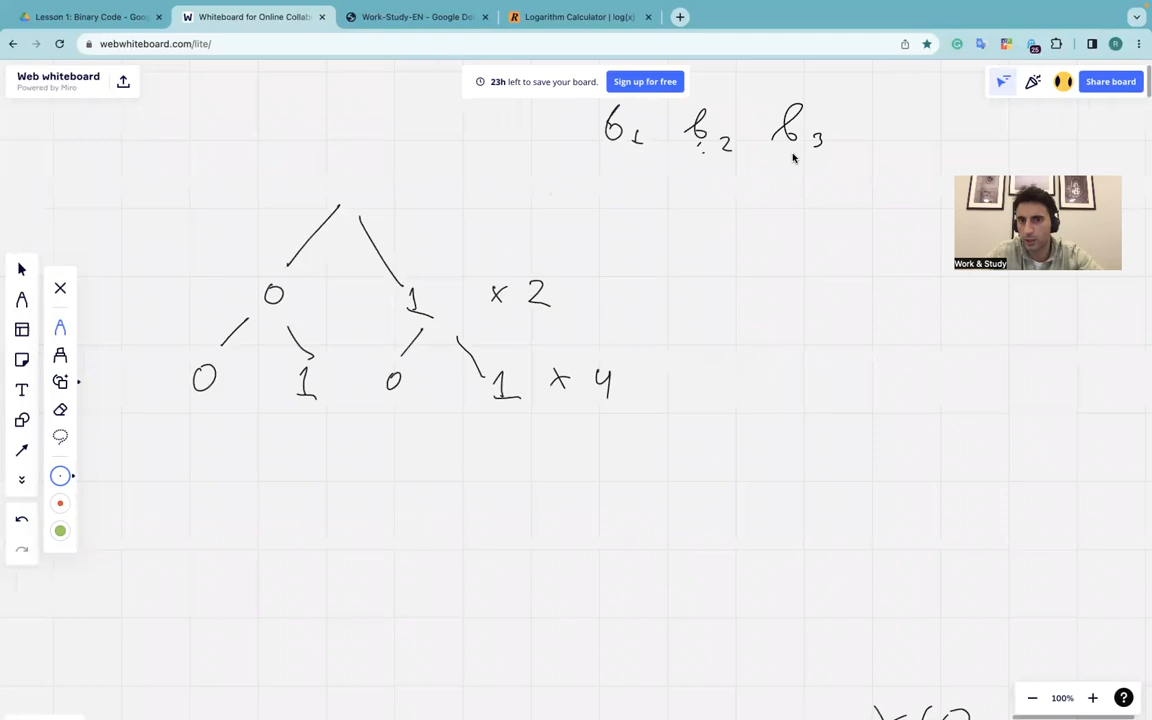 Lesson 1: Binary Code - Goo
Whiteboard for Online Collab
Work-Study-EN - Google Do
Logarithm Calculator | log(x)
webwhiteboard.com/lite/
25
R
Web whiteboard
Powered by Miro
23h left to save your board.
Sign up for free
Share board
b1 b2 b3
Work & Study
0 1 x 2
0 1 0 1 x 4
T
100%
?